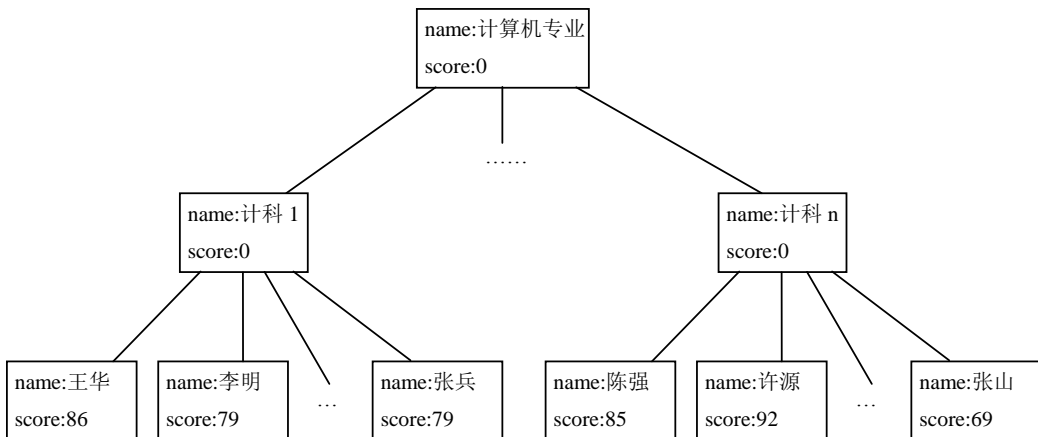 name:计算机专业
score:0
……
name:计科 1
score:0
name:计科 n
score:0
name:王华
score:86
name:李明
score:79
…
name:张兵
score:79
name:陈强
score:85
name:许源
score:92
…
name:张山
score:69